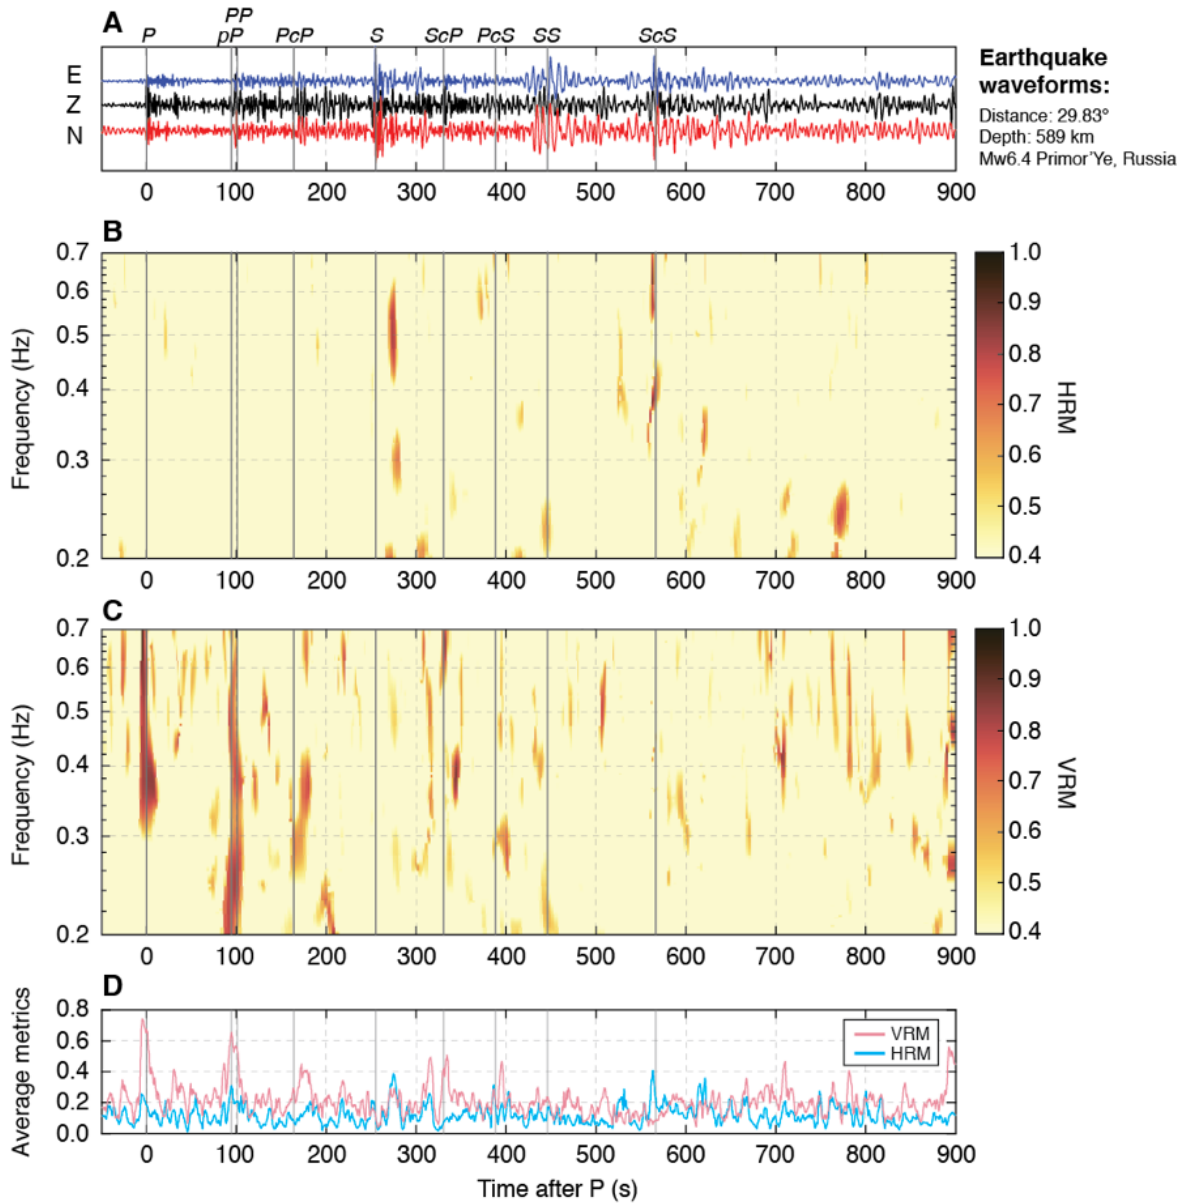 A
PP
P pP PcP S ScP PcS SS ScS
E
Z
N
Earthquake
waveforms:
Distance: 29.83°
Depth: 589 km
Mw6.4 Primor'Ye, Russia
0 100 200 300 400 500 600 700 800 900
B
0.7
0.6
0.5
0.4
0.3
0.2
Frequency (Hz)
0 100 200 300 400 500 600 700 800 900
1.0
0.9
0.8
0.7
0.6
0.5
0.4
HRM
C
0.7
0.6
0.5
0.4
0.3
0.2
Frequency (Hz)
0 100 200 300 400 500 600 700 800 900
1.0
0.9
0.8
0.7
0.6
0.5
0.4
VRM
D
0.8
0.6
0.4
0.2
0.0
Average metrics
VRM
HRM
0 100 200 300 400 500 600 700 800 900
Time after P (s)